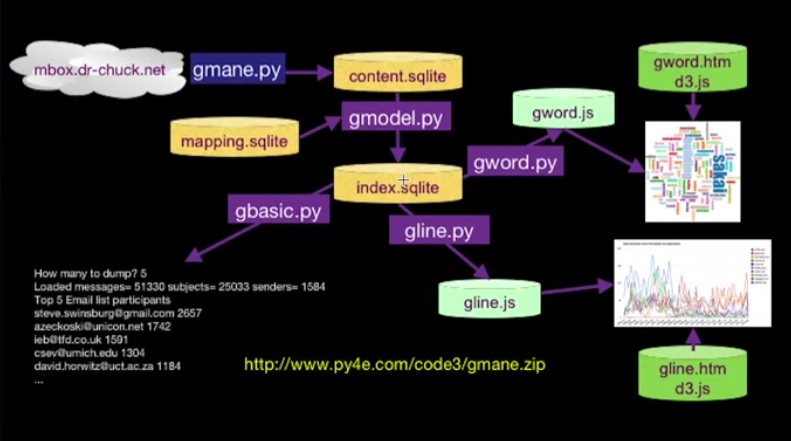 mbox.dr-chuck.net
gmane.py
content.sqlite
gword.htm
d3.js
mapping.sqlite
gmodel.py
gword.js
gword.py
index.sqlite
sakai
gbasic.py
gline.py
gline.js
How many to dump? 5
Loaded messages= 51330 subjects= 25033 senders= 1584
Top 5 Email list participants
steve.swinsburg@gmail.com 2657
azeckoski@unicon.net 1742
ieb@tfd.co.uk 1591
csev@umich.edu 1304
david.horwitz@uct.ac.za 1184
...
http://www.py4e.com/code3/gmane.zip
gline.htm
d3.js